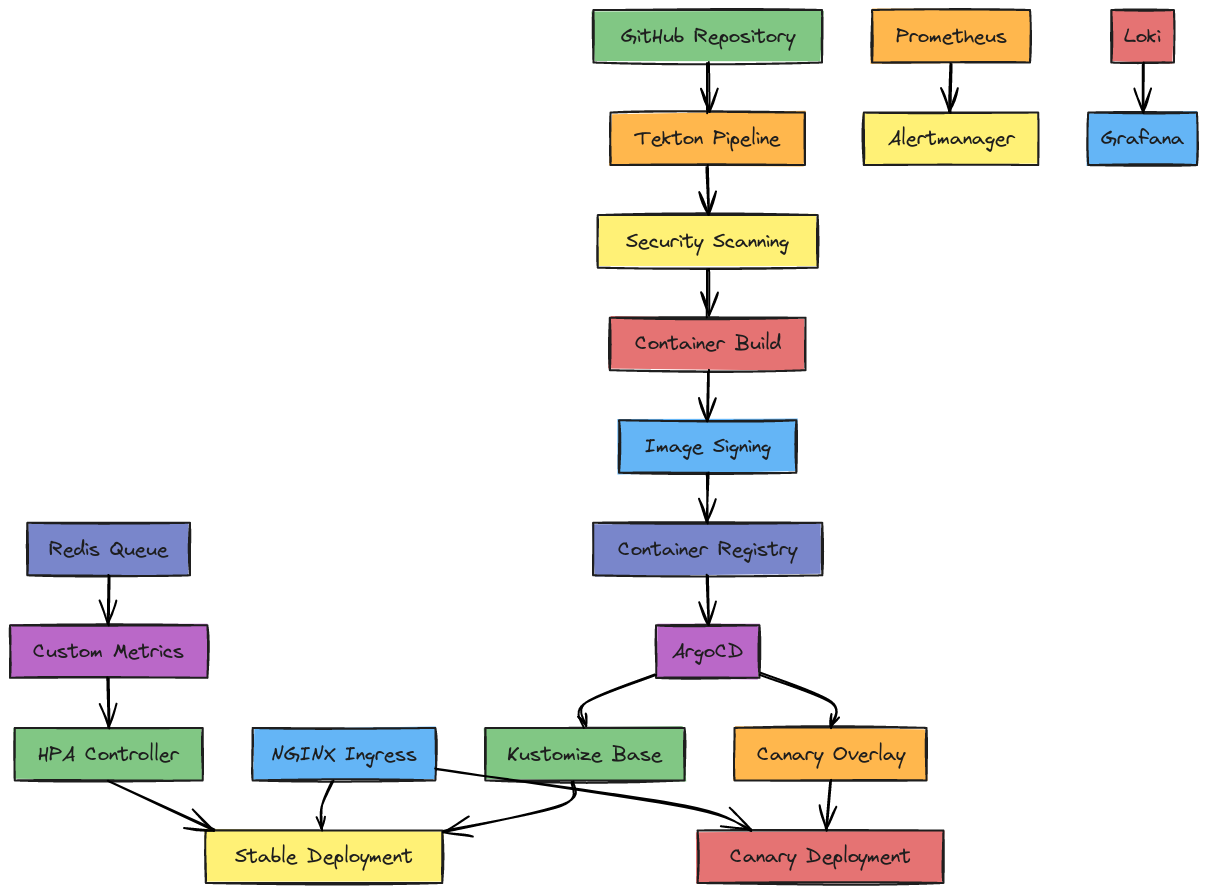 GitHub Repository
Prometheus
Loki
Tekton Pipeline
Alertmanager
Grafana
Security Scanning
Container Build
Image Signing
Redis Queue
Container Registry
Custom Metrics
ArgoCD
HPA Controller
NGINX Ingress
Kustomize Base
Canary Overlay
Stable Deployment
Canary Deployment